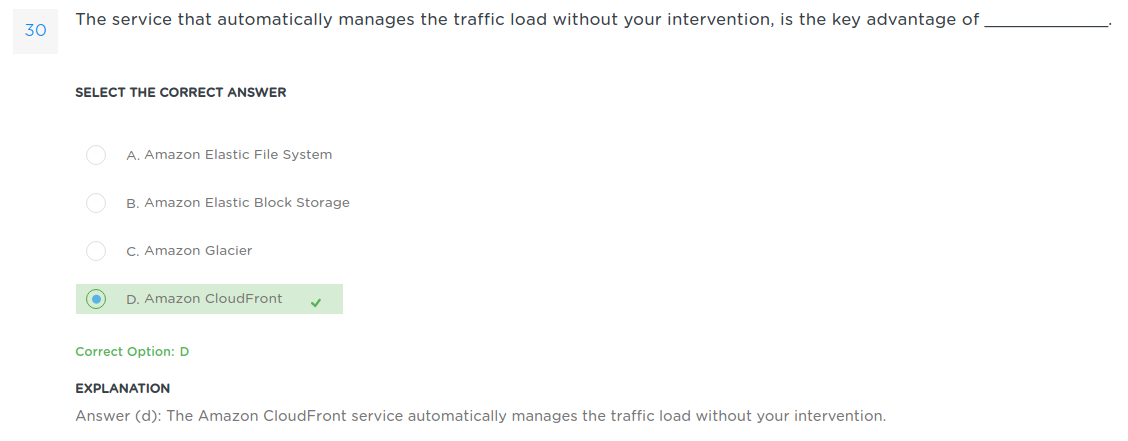 30
The service that automatically manages the traffic load without your intervention, is the key advantage of ______________.
SELECT THE CORRECT ANSWER
A. Amazon Elastic File System
B. Amazon Elastic Block Storage
C. Amazon Glacier
D. Amazon CloudFront
Correct Option: D
EXPLANATION
Answer (d): The Amazon CloudFront service automatically manages the traffic load without your intervention.